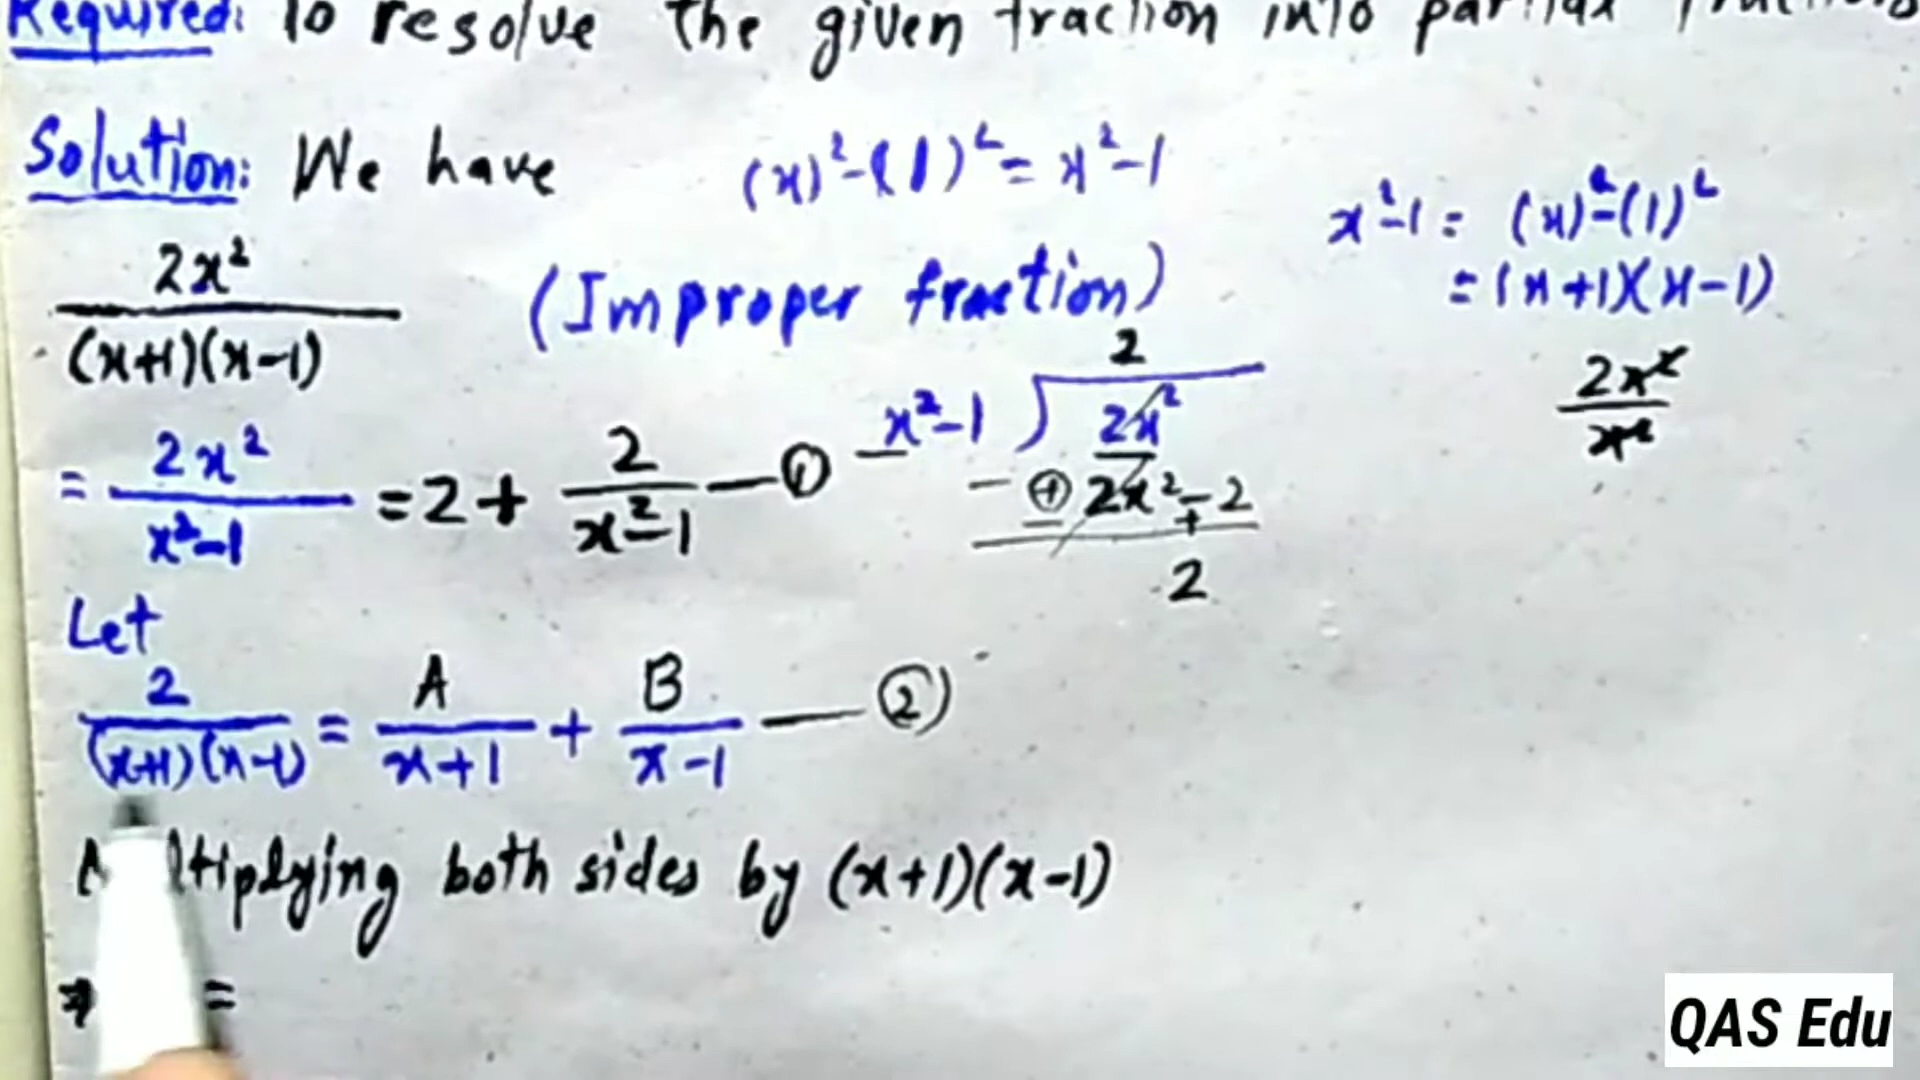 Required: To resolve the given fraction into partial fractions
Solution: We have
(x)²-(1)² = x²-1
x²-1 = (x)²-(1)²
= (x+1)(x-1)
2x²
(x+1)(x-1)
(Improper fraction)
2
x²-1 ) 2x²
- ⊕ 2x² - 2
+
2
2x²
x²
= 2x²/x²-1 = 2 + 2/x²-1 — ①
Let
2/(x+1)(x-1) = A/x+1 + B/x-1 — ②)
Multiplying both sides by (x+1)(x-1)
⇒ =
QAS Edu